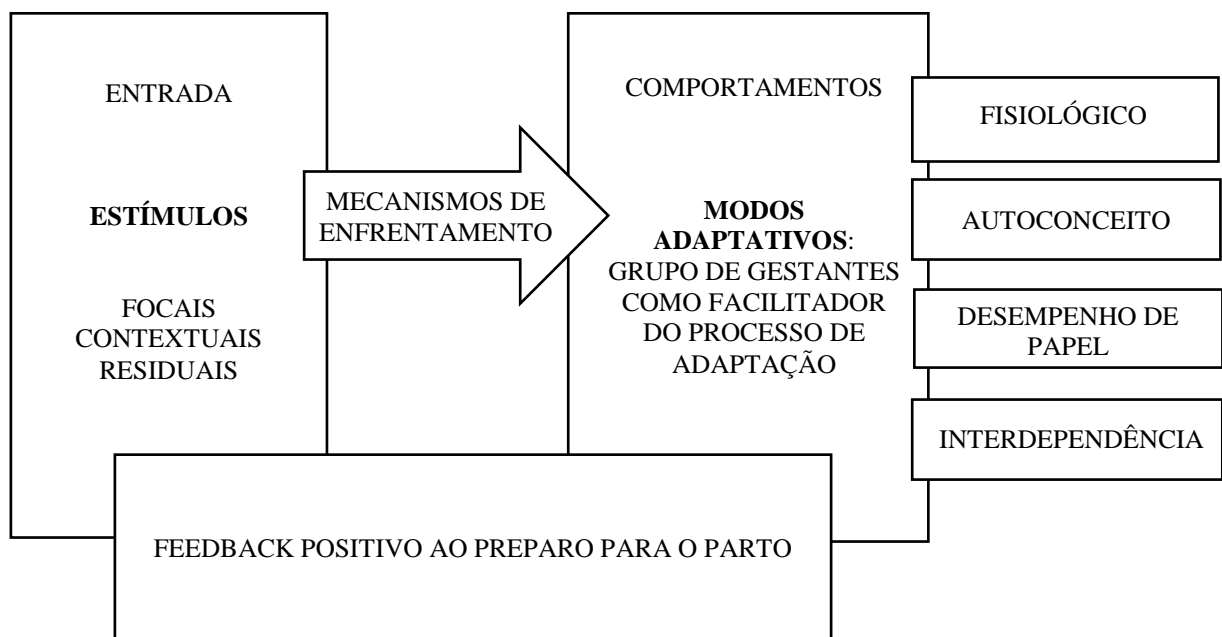 ENTRADA
ESTÍMULOS
FOCAIS
CONTEXTUAIS
RESIDUAIS
MECANISMOS DE
ENFRENTAMENTO
COMPORTAMENTOS
MODOS
ADAPTATIVOS:
GRUPO DE GESTANTES
COMO FACILITADOR
DO PROCESSO DE
ADAPTAÇÃO
FISIOLÓGICO
AUTOCONCEITO
DESEMPENHO DE
PAPEL
INTERDEPENDÊNCIA
FEEDBACK POSITIVO AO PREPARO PARA O PARTO